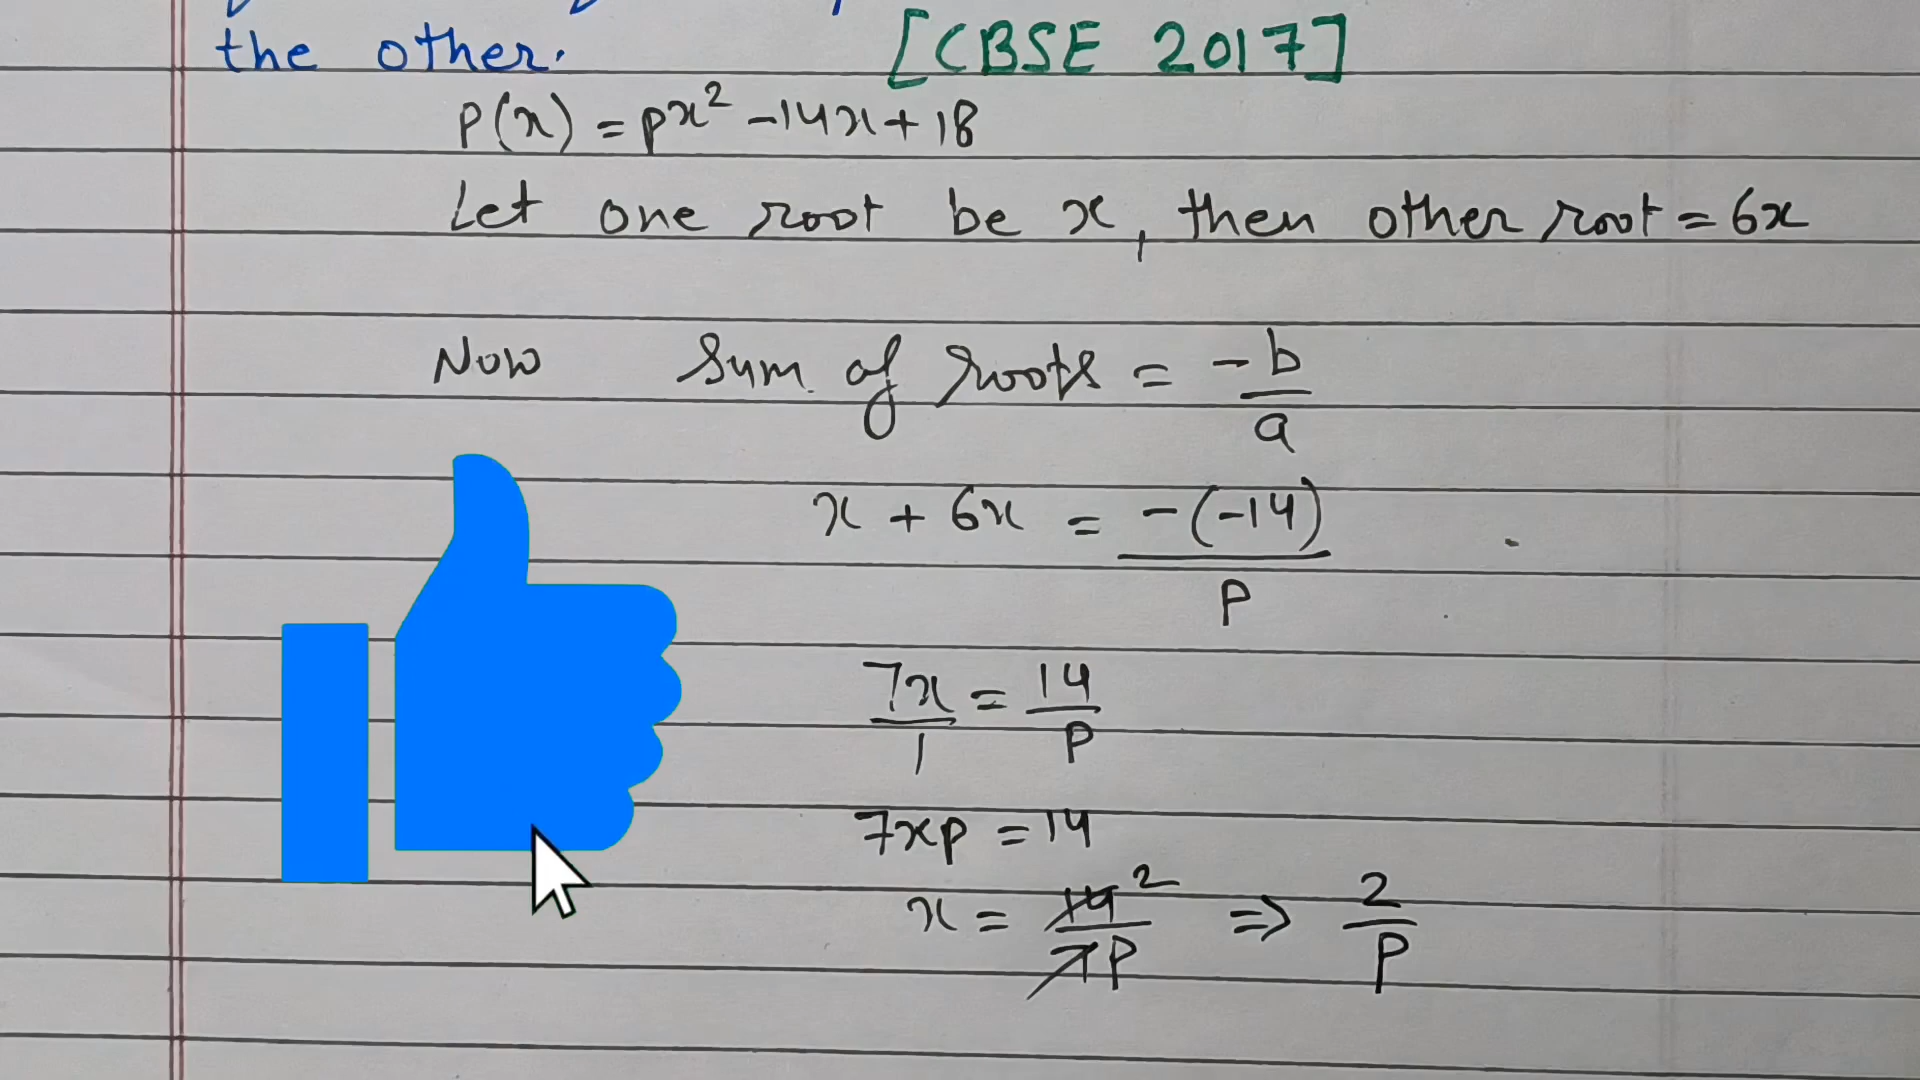 the other. [CBSE 2017]
P(x) = px² -14x + 18
Let one root be x, then other root = 6x
Now Sum of roots = -b/a
x + 6x = -(-14)/P
7x/1 = 14/P
7xp = 14
x = 14/7P 2 => 2/P